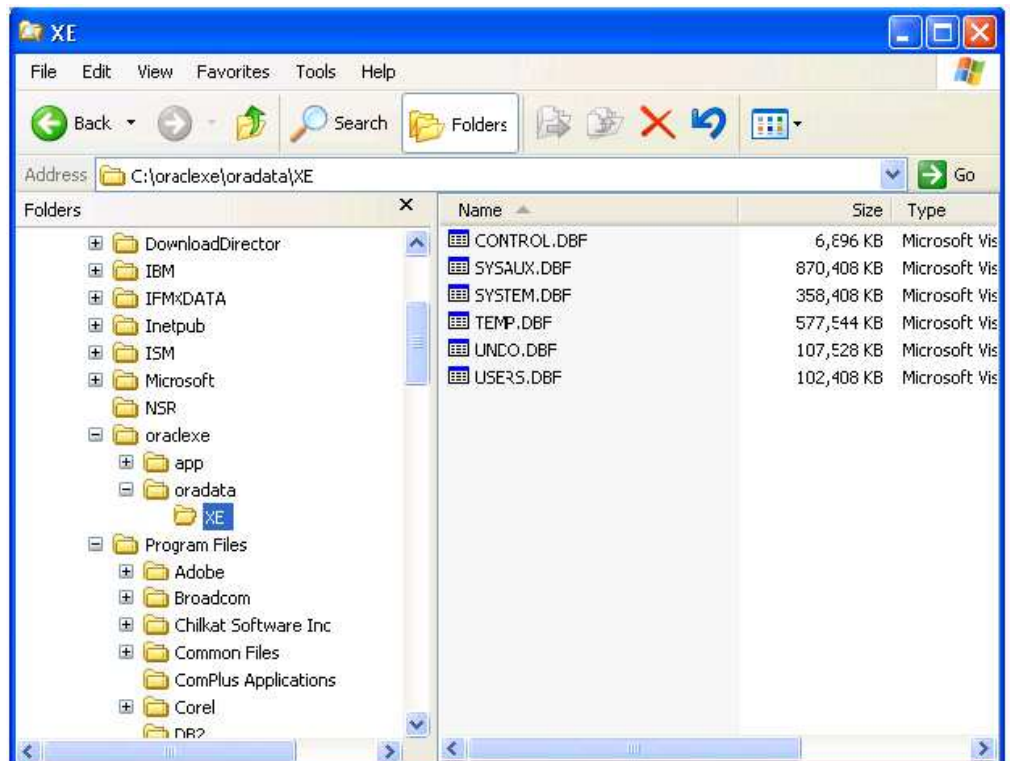 XE
File Edit View Favorites Tools Help
Back Search Folders
Address C:\oraclexe\oradata\XE Go
Folders
Name Size Type
DownloadDirector
IBM
IFMXDATA
Inetpub
ISM
Microsoft
NSR
oraclexe
app
oradata
XE
Program Files
Adobe
Broadcom
Chilkat Software Inc
Common Files
ComPlus Applications
Corel
DB2
CONTROL.DBF 6,896 KB Microsoft Vis
SYSAUX.DBF 870,408 KB Microsoft Vis
SYSTEM.DBF 358,408 KB Microsoft Vis
TEMP.DBF 577,544 KB Microsoft Vis
UNDO.DBF 107,528 KB Microsoft Vis
USERS.DBF 102,408 KB Microsoft Vis